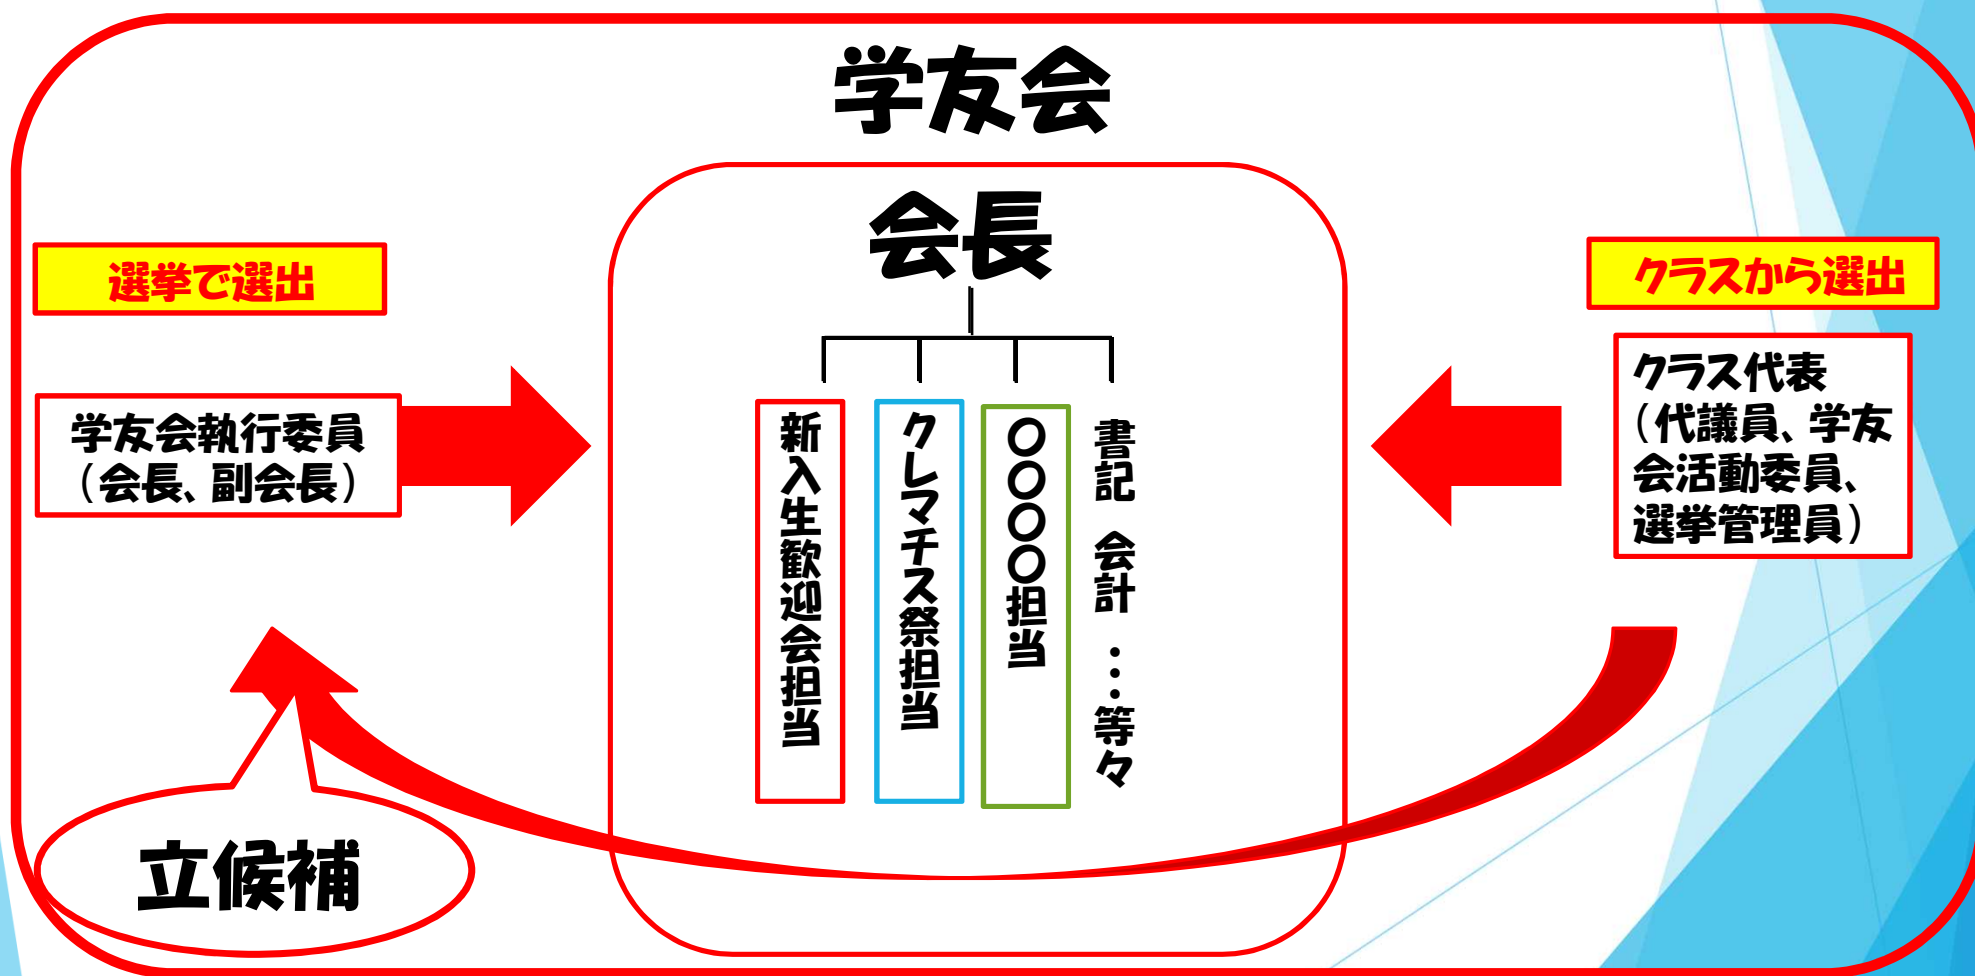 学友会
会長
選挙で選出
学友会執行委員
（会長、副会長）
新入生歓迎会担当
クレマチス祭担当
〇〇〇〇担当
書記 会計 …等々
クラスから選出
クラス代表
（代議員、学友
会活動委員、
選挙管理員）
立候補